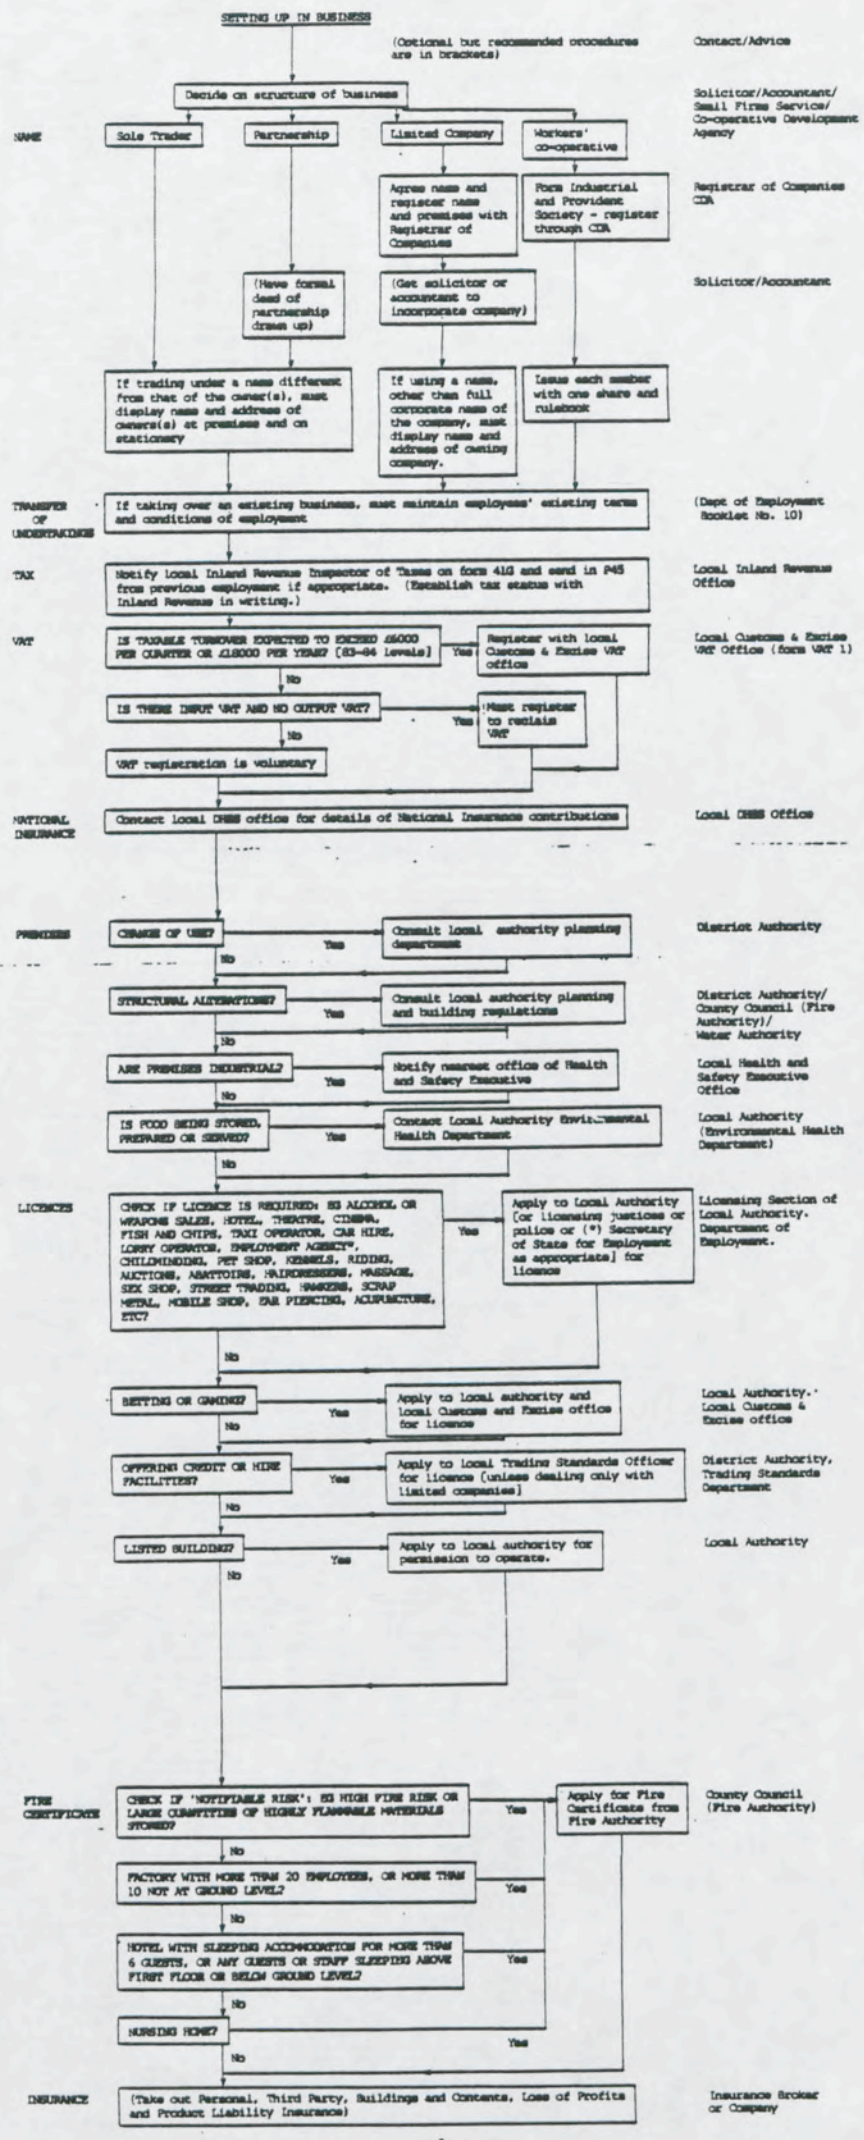 SETTING UP IN BUSINESS
(Optional but recommended procedures
are in brackets)
Contact/Advice
Decide on structure of business
Solicitor/Accountant/
Small Firms Service/
Co-operative Development
Agency
NAME
Sole Trader
Partnership
Limited Company
Workers'
co-operative
Agree name and
register name
and premises with
Registrar of
Companies
Form Industrial
and Provident
Society - register
through CDA
Registrar of Companies
CDA
(Have formal
deed of
partnership
drawn up)
(Get solicitor or
accountant to
incorporate company)
Solicitor/Accountant
If trading under a name different
from that of the owner(s), must
display name and address of
owners(s) at premises and on
stationery
If using a name,
other than full
corporate name of
the company, must
display name and
address of owning
company.
Issue each member
with one share and
rulebook
TRANSFER
OF
UNDERTAKINGS
If taking over an existing business, must maintain employees' existing terms
and conditions of employment
(Dept of Employment
Booklet No. 10)
TAX
Notify local Inland Revenue Inspector of Taxes on form 41G and send in P45
from previous employment if appropriate. (Establish tax status with
Inland Revenue in writing.)
Local Inland Revenue
Office
VAT
IS TAXABLE TURNOVER EXPECTED TO EXCEED £6000
PER QUARTER OR £18000 PER YEAR? [83-84 levels]
Yes
Register with local
Customs & Excise VAT
office
Local Customs & Excise
VAT Office (form VAT 1)
No
IS THERE INPUT VAT AND NO OUTPUT VAT?
Yes
Must register
to reclaim
VAT
No
VAT registration is voluntary
NATIONAL
INSURANCE
Contact local DHSS office for details of National Insurance contributions
Local DHSS Office
PREMISES
CHANGE OF USE?
Yes
Consult local authority planning
department
District Authority
No
STRUCTURAL ALTERATIONS?
Yes
Consult local authority planning
and building regulations
District Authority/
County Council (Fire
Authority)/
Water Authority
No
ARE PREMISES INDUSTRIAL?
Yes
Notify nearest office of Health
and Safety Executive
Local Health and
Safety Executive
Office
No
IS FOOD BEING STORED,
PREPARED OR SERVED?
Yes
Contact Local Authority Environmental
Health Department
Local Authority
(Environmental Health
Department)
No
LICENCES
CHECK IF LICENCE IS REQUIRED: EG ALCOHOL OR
WEAPONS SALES, HOTEL, THEATRE, CINEMA,
FISH AND CHIPS, TAXI OPERATOR, CAR HIRE,
LORRY OPERATOR, EMPLOYMENT AGENCY*,
CHILDMINDING, PET SHOP, KENNELS, RIDING,
AUCTIONS, ABATTOIRS, HAIRDRESSERS, MASSAGE,
SEX SHOP, STREET TRADING, HAWKERS, SCRAP
METAL, MOBILE SHOP, EAR PIERCING, ACUPUNCTURE,
ETC?
Yes
Apply to Local Authority
[or licensing justices or
police or (*) Secretary
of State for Employment
as appropriate] for
licence
Licensing Section of
Local Authority.
Department of
Employment.
No
BETTING OR GAMING?
Yes
Apply to local authority and
local Customs and Excise office
for licence
Local Authority.
Local Customs &
Excise office
No
OFFERING CREDIT OR HIRE
FACILITIES?
Yes
Apply to local Trading Standards Officer
for licence [unless dealing only with
limited companies]
District Authority,
Trading Standards
Department
No
LISTED BUILDING?
Yes
Apply to local authority for
permission to operate.
Local Authority
No
FIRE
CERTIFICATE
CHECK IF 'NOTIFIABLE RISK': EG HIGH FIRE RISK OR
LARGE QUANTITIES OF HIGHLY FLAMMABLE MATERIALS
STORED?
Yes
Apply for Fire
Certificate from
Fire Authority
County Council
(Fire Authority)
No
FACTORY WITH MORE THAN 20 EMPLOYEES, OR MORE THAN
10 NOT AT GROUND LEVEL?
Yes
No
HOTEL WITH SLEEPING ACCOMMODATION FOR MORE THAN
6 GUESTS, OR ANY GUESTS OR STAFF SLEEPING ABOVE
FIRST FLOOR OR BELOW GROUND LEVEL?
Yes
No
NURSING HOME?
Yes
No
INSURANCE
(Take out Personal, Third Party, Buildings and Contents, Loss of Profits
and Product Liability Insurance)
Insurance Broker
or Company